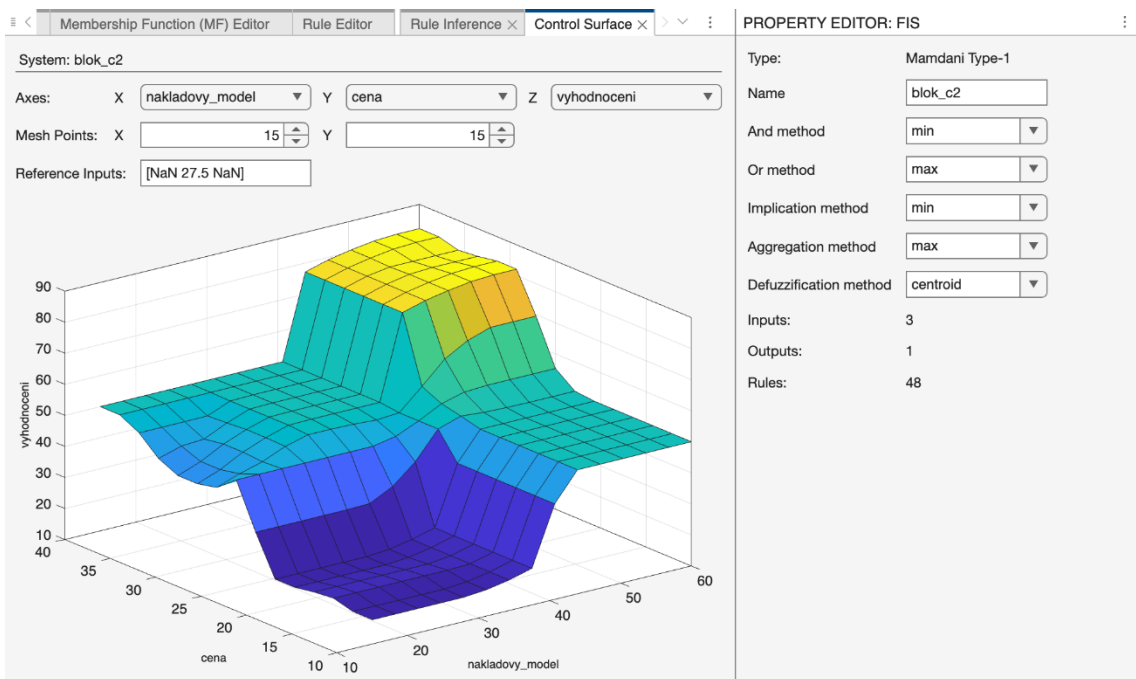 Membership Function (MF) Editor Rule Editor Rule Inference × Control Surface ×
System: blok_c2
Axes: X nakladovy_model Y cena Z vyhodnoceni
Mesh Points: X 15 Y 15
Reference Inputs: [NaN 27.5 NaN]
90
80
70
60
50
40
30
20
10
vyhodnoceni
40
35
30
25
20
15
10
cena
10
20
30
40
50
60
nakladovy_model
PROPERTY EDITOR: FIS
Type: Mamdani Type-1
Name blok_c2
And method min
Or method max
Implication method min
Aggregation method max
Defuzzification method centroid
Inputs: 3
Outputs: 1
Rules: 48